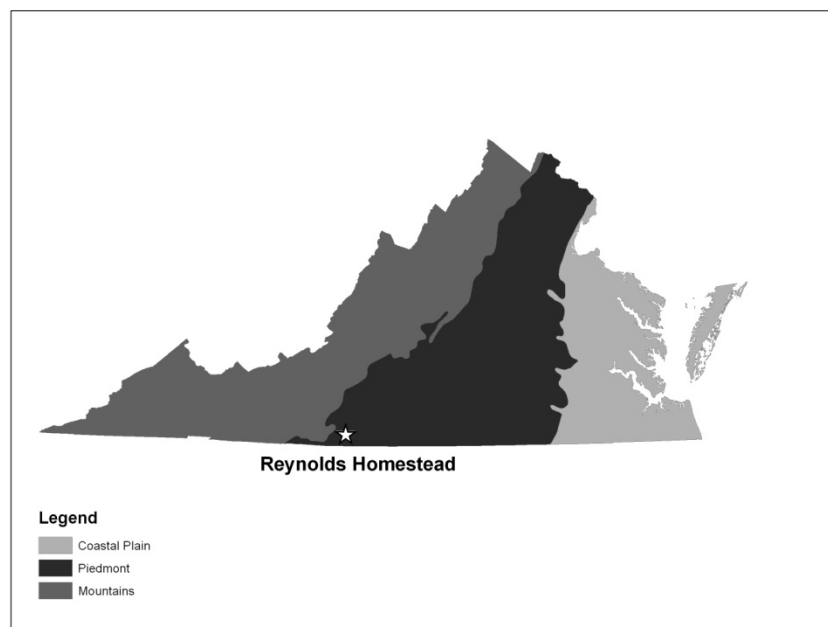 Reynolds Homestead
Legend
Coastal Plain
Piedmont
Mountains